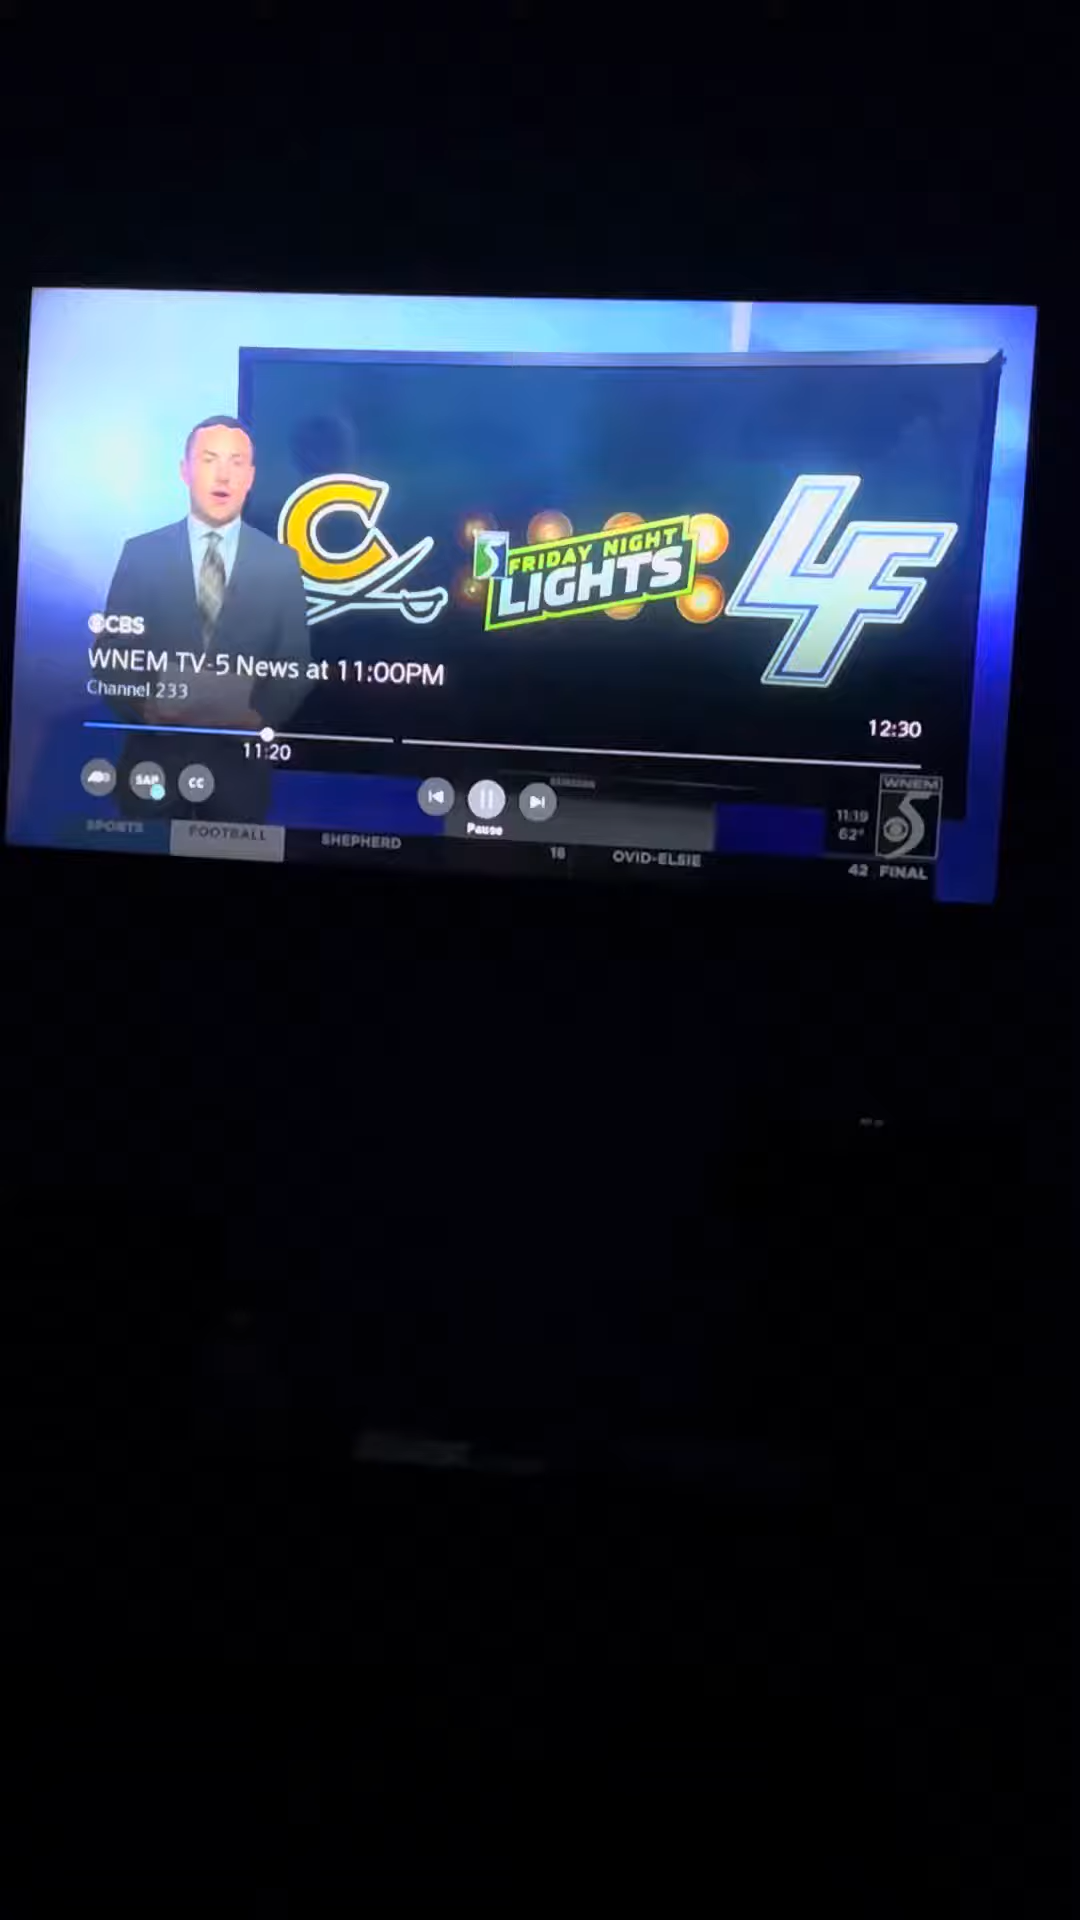 C
5 FRIDAY NIGHT
LIGHTS
LF
CBS
WNEM TV-5 News at 11:00PM
Channel 233
12:30
11:20
SAP
CC
Pause
WNEM
5
11:19
62°
SPORTS
FOOTBALL
SHEPHERD
18
OVID-ELSIE
42 FINAL